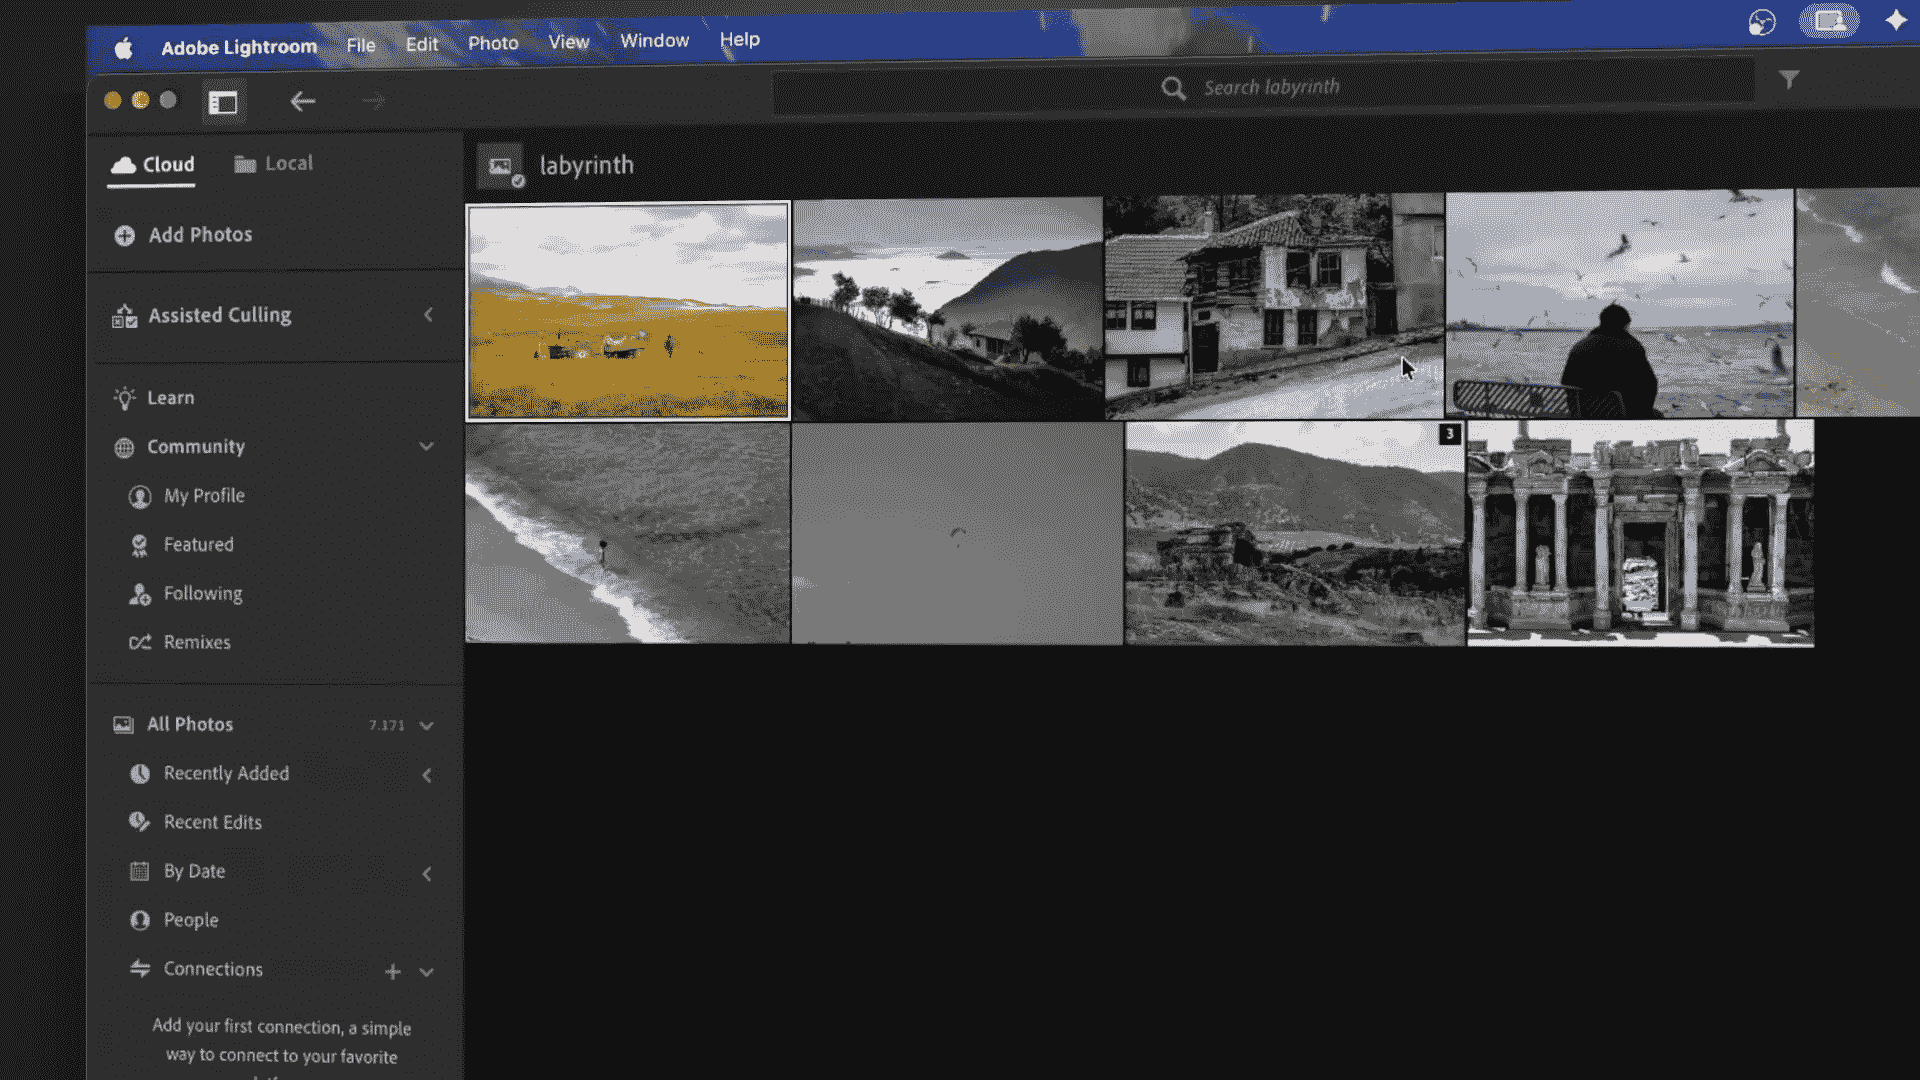 Adobe Lightroom File Edit Photo View Window Help
Search labyrinth
Cloud Local
labyrinth
Add Photos
Assisted Culling
Learn
Community
My Profile
Featured
Following
Remixes
All Photos 7.171
Recently Added
Recent Edits
By Date
People
Connections
Add your first connection, a simple
way to connect to your favorite
3